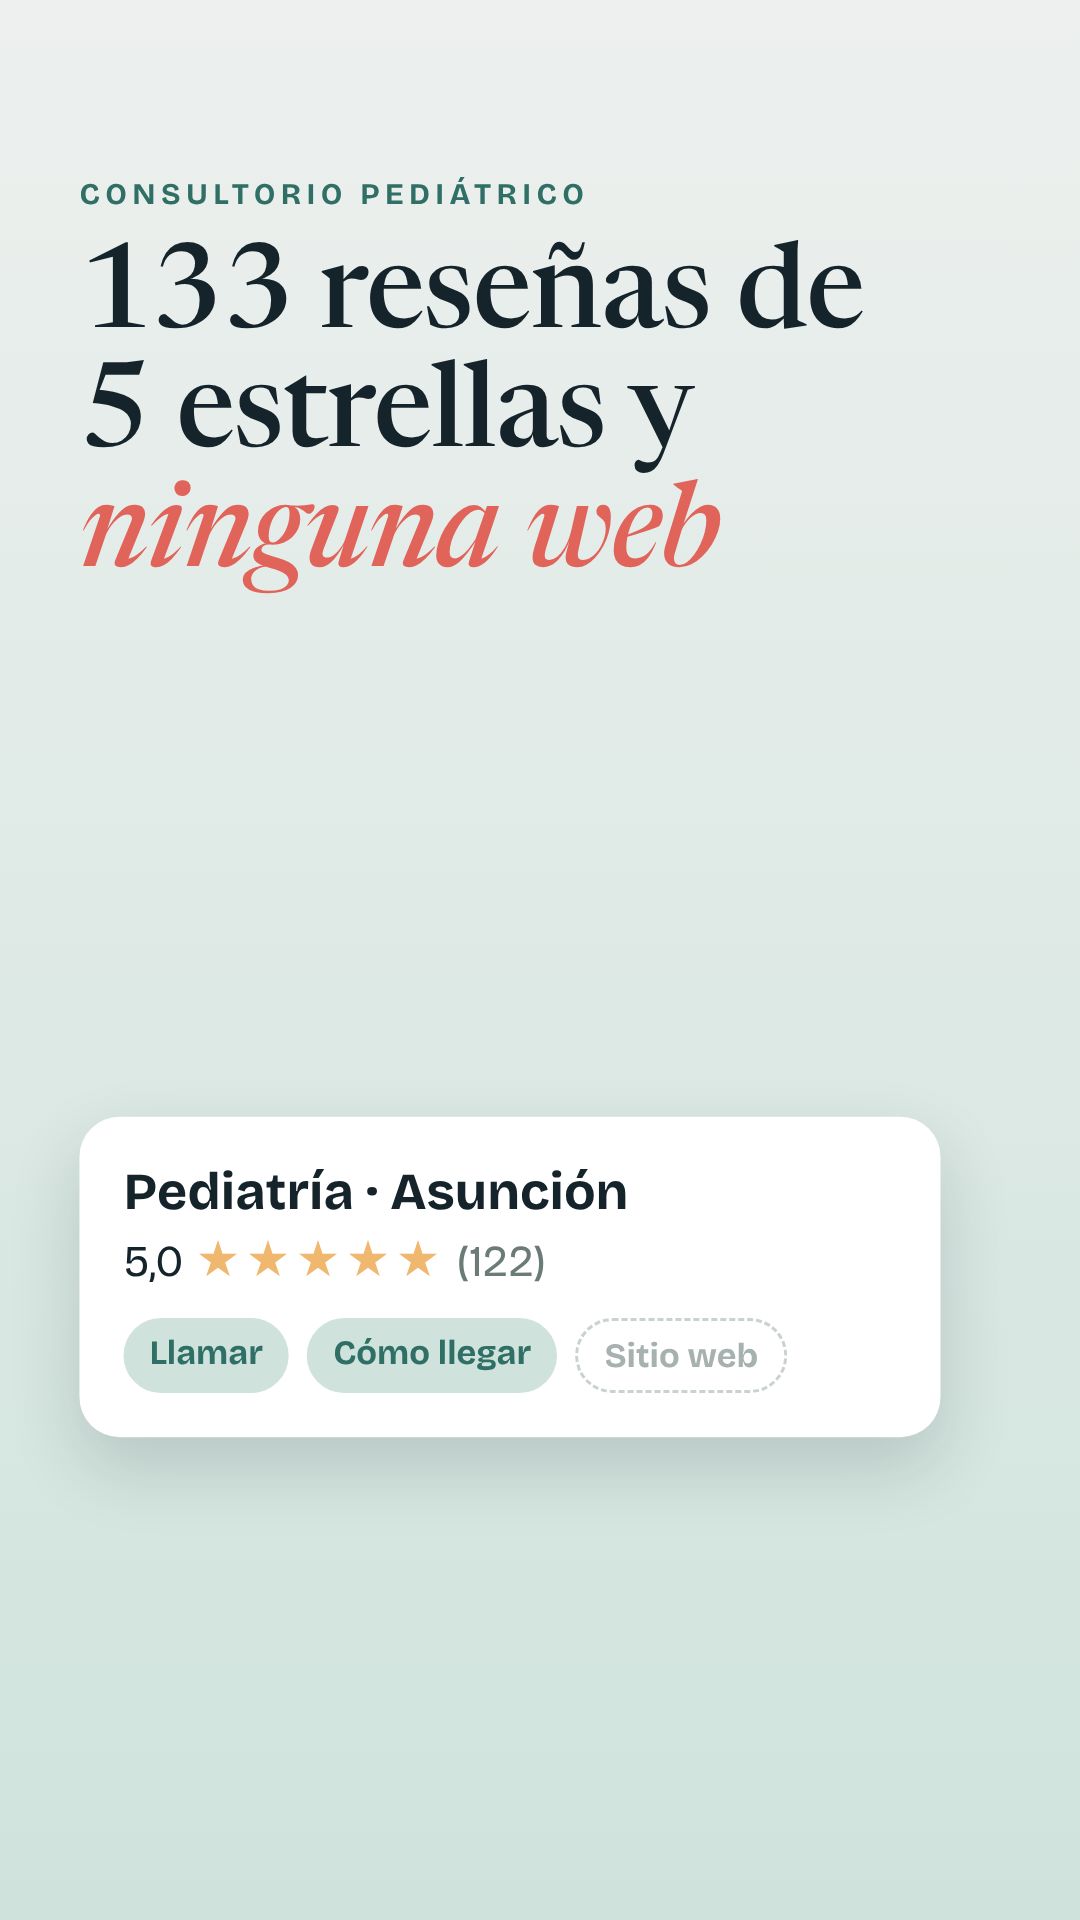 CONSULTORIO PEDIÁTRICO
133 reseñas de
5 estrellas y
ninguna web
Pediatría · Asunción
5,0 ★★★★★ (122)
Llamar Cómo llegar Sitio web